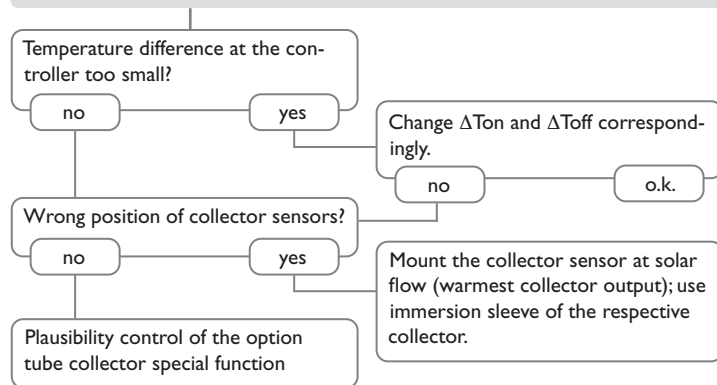 Temperature difference at the con-
troller too small?
no
yes
Change ΔTon and ΔToff correspond-
ingly.
no
o.k.
Wrong position of collector sensors?
no
yes
Mount the collector sensor at solar
flow (warmest collector output); use
immersion sleeve of the respective
collector.
Plausibility control of the option
tube collector special function